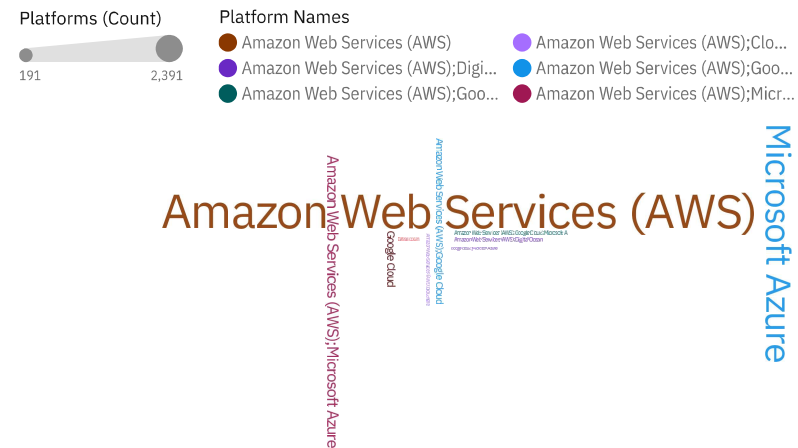 Platforms (Count)
191
2,391
Platform Names
Amazon Web Services (AWS)
Amazon Web Services (AWS);Digi...
Amazon Web Services (AWS);Goo...
Amazon Web Services (AWS);Clo...
Amazon Web Services (AWS);Goo...
Amazon Web Services (AWS);Micr...
Amazon Web Services (AWS)
Microsoft Azure
Amazon Web Services (AWS);Microsoft Azure
Amazon Web Services (AWS);Google Cloud
Google Cloud